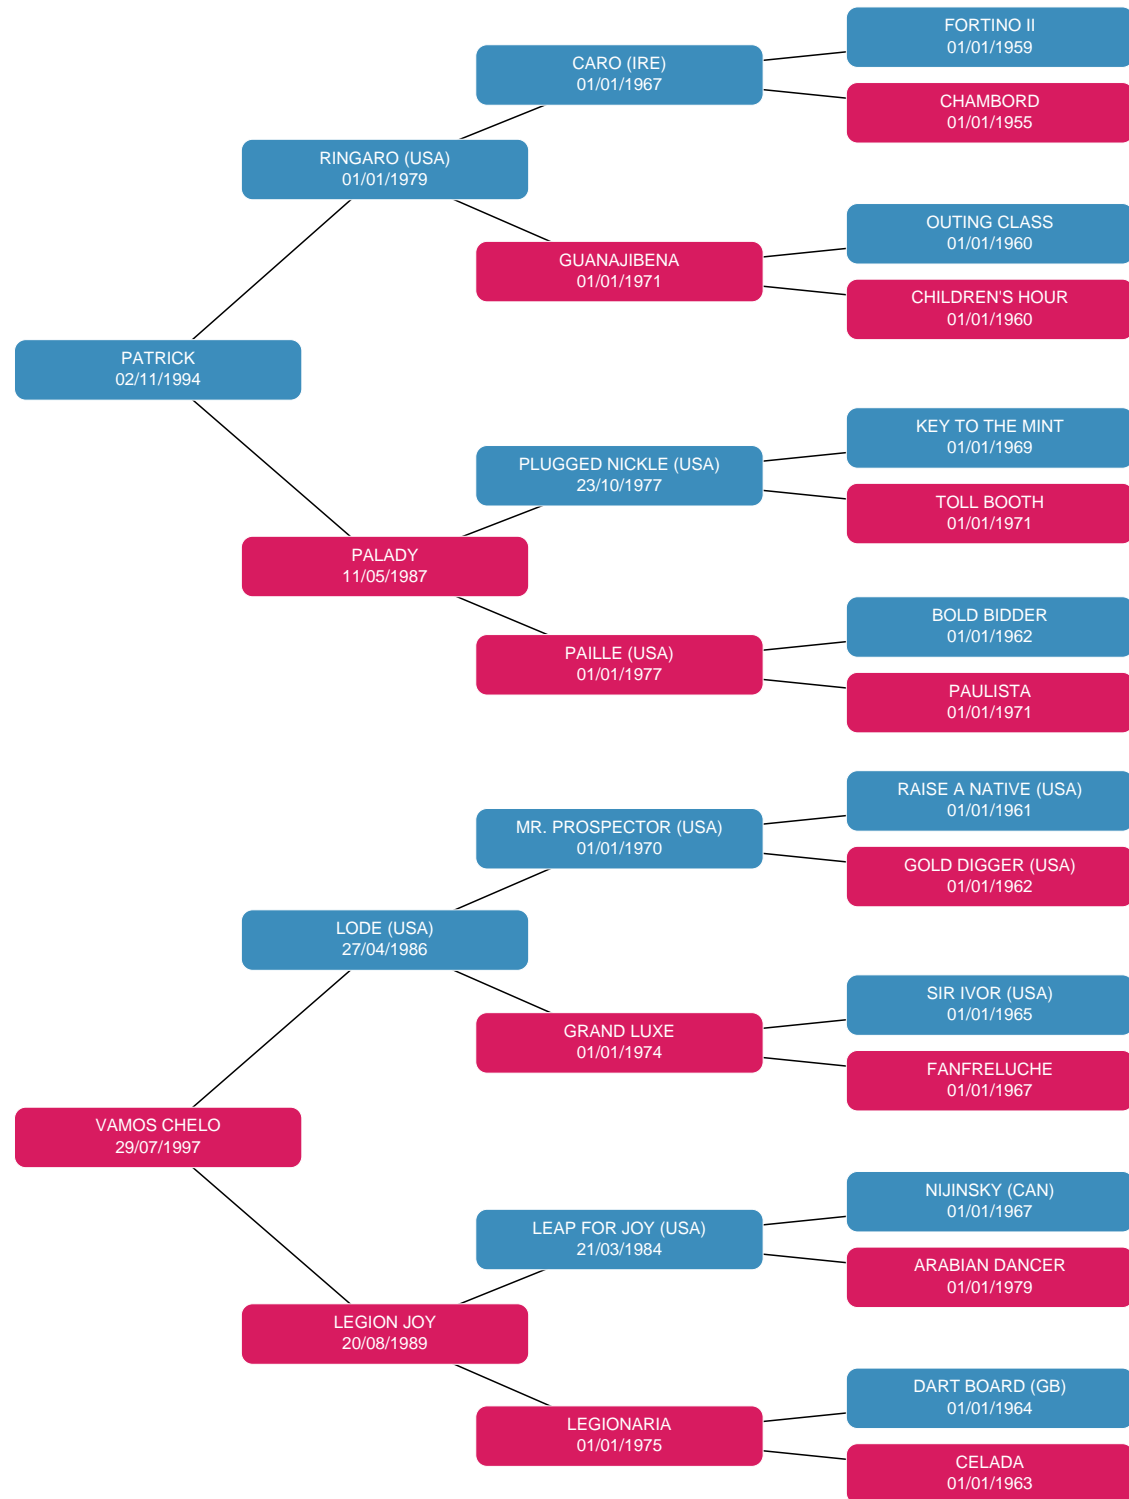 FORTINO II
01/01/1959
CARO (IRE)
01/01/1967
CHAMBORD
01/01/1955
RINGARO (USA)
01/01/1979
OUTING CLASS
01/01/1960
GUANAJIBENA
01/01/1971
CHILDREN'S HOUR
01/01/1960
PATRICK
02/11/1994
KEY TO THE MINT
01/01/1969
PLUGGED NICKLE (USA)
23/10/1977
TOLL BOOTH
01/01/1971
PALADY
11/05/1987
BOLD BIDDER
01/01/1962
PAILLE (USA)
01/01/1977
PAULISTA
01/01/1971
RAISE A NATIVE (USA)
01/01/1961
MR. PROSPECTOR (USA)
01/01/1970
GOLD DIGGER (USA)
01/01/1962
LODE (USA)
27/04/1986
SIR IVOR (USA)
01/01/1965
GRAND LUXE
01/01/1974
FANFRELUCHE
01/01/1967
VAMOS CHELO
29/07/1997
NIJINSKY (CAN)
01/01/1967
LEAP FOR JOY (USA)
21/03/1984
ARABIAN DANCER
01/01/1979
LEGION JOY
20/08/1989
DART BOARD (GB)
01/01/1964
LEGIONARIA
01/01/1975
CELADA
01/01/1963